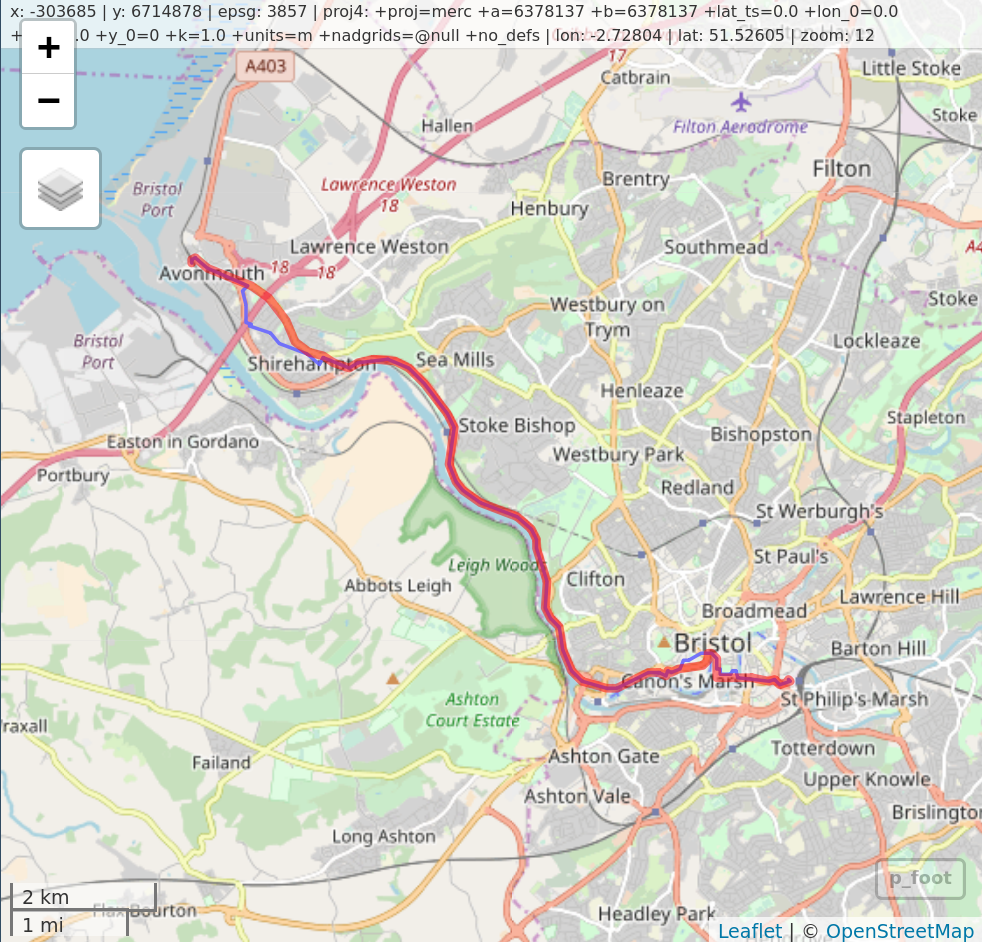 x: -303685 | y: 6714878 | epsg: 3857 | proj4: +proj=merc +a=6378137 +b=6378137 +lat_ts=0.0 +lon_0=0.0
.0 +y_0=0 +k=1.0 +units=m +nadgrids=@null +no_defs | lon: -2.72804 | lat: 51.52605 | zoom: 12
+
−
A403
17
Catbrain
Little Stoke
Hallen
Filton Aerodrome
Stoke
Filton
Brentry
Bristol
Port
Lawrence Weston
18
Henbury
Lawrence Weston
Southmead
A4
Avonmouth
18
18
Westbury on
Trym
Stoke
Bristol
Port
Lockleaze
Shirehampton
Sea Mills
Henleaze
Stapleton
Stoke Bishop
Bishopston
Easton in Gordano
Westbury Park
Portbury
Redland
St Werburgh's
St Paul's
Leigh Woods
Clifton
Abbots Leigh
Lawrence Hill
Broadmead
Bristol
Barton Hill
Canon's Marsh
St Philip's-Marsh
Ashton
Court Estate
raxall
Totterdown
Failand
Ashton Gate
Upper Knowle
Ashton Vale
Brislington
Long Ashton
p_foot
2 km
Flax Bourton
1 mi
Headley Park
Leaflet | © OpenStreetMap